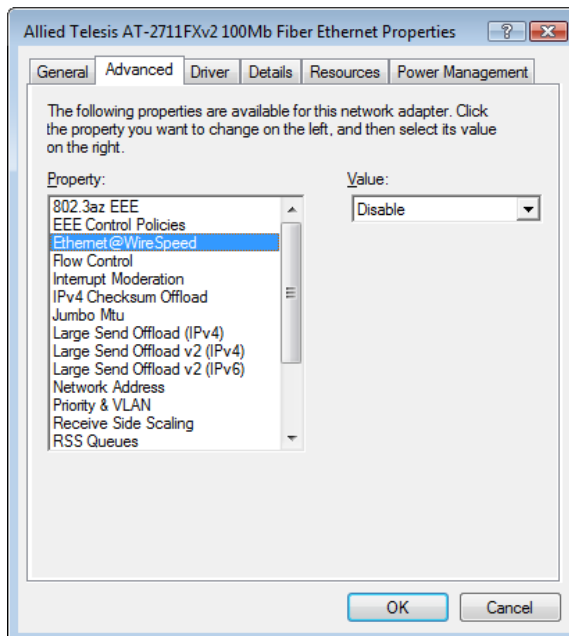 Allied Telesis AT-2711FXv2 100Mb Fiber Ethernet Properties
General Advanced Driver Details Resources Power Management
The following properties are available for this network adapter. Click
the property you want to change on the left, and then select its value
on the right.
Property:
Value:
802.3az EEE
EEE Control Policies
Ethernet@WireSpeed
Flow Control
Interrupt Moderation
IPv4 Checksum Offload
Jumbo Mtu
Large Send Offload (IPv4)
Large Send Offload v2 (IPv4)
Large Send Offload v2 (IPv6)
Network Address
Priority & VLAN
Receive Side Scaling
RSS Queues
Disable
OK Cancel